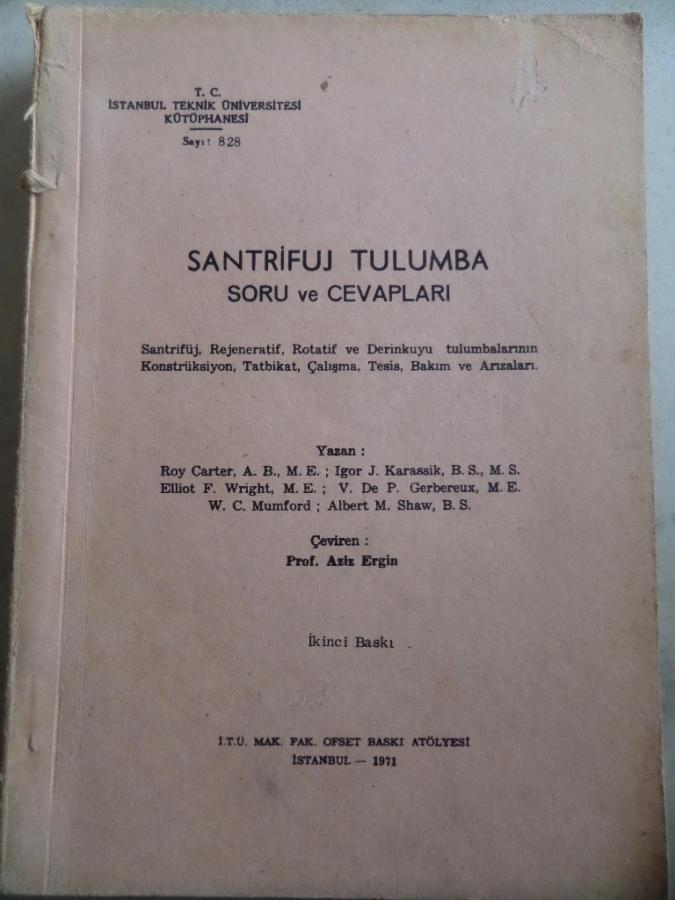 T. C.
İSTANBUL TEKNİK ÜNİVERSİTESİ
KÜTÜPHANESİ
Sayı: 828
SANTRİFUJ TULUMBA
SORU ve CEVAPLARI
Santrifüj, Rejeneratif, Rotatif ve Derinkuyu tulumbalarının
Konstrüksiyon, Tatbikat, Çalışma, Tesis, Bakım ve Arızaları.
Yazan :
Roy Carter, A. B., M. E. ; Igor J. Karassik, B. S., M. S.
Elliot F. Wright, M. E. ; V. De P. Gerbereux, M. E.
W. C. Mumford ; Albert M. Shaw, B. S.
Çeviren :
Prof. Aziz Ergin
İkinci Baskı
İ.T.Ü. MAK. FAK. OFSET BASKI ATÖLYESİ
İSTANBUL — 1971